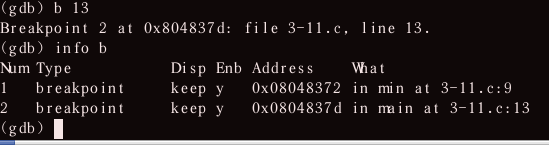 (gdb) b 13
Breakpoint 2 at 0x804837d: file 3-11.c, line 13.
(gdb) info b
Num Type Disp Enb Address What
1 breakpoint keep y 0x08048372 in min at 3-11.c:9
2 breakpoint keep y 0x0804837d in main at 3-11.c:13
(gdb)